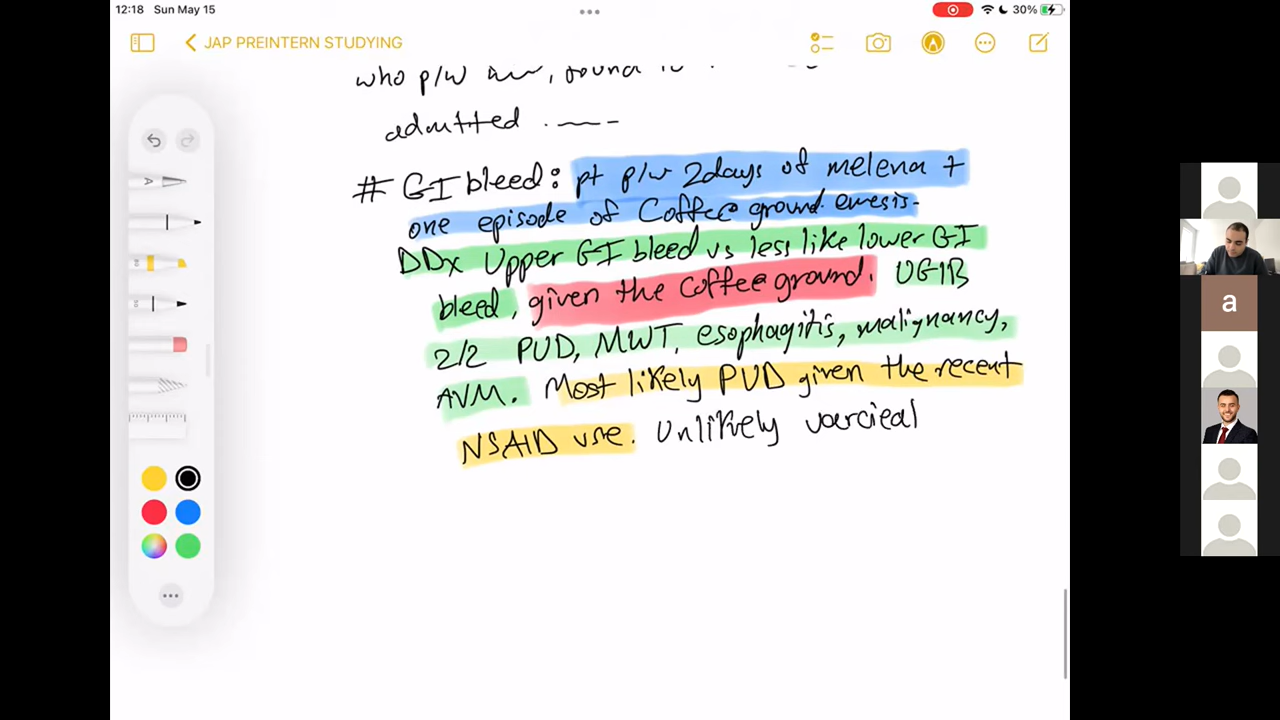 12:18 Sun May 15
30%
JAP PREINTERN STUDYING
who p/w
admitted
# GI bleed: pt p/w 2days of melena +
one episode of Coffee ground emesis.
DDx Upper GI bleed vs less like lower GI
bleed, given the Coffee ground. UGIB
2/2 PUD, MWT, esophagitis, malignancy,
AVM. Most likely PUD given the recent
NSAID use. Unlikely varcieal
A
a